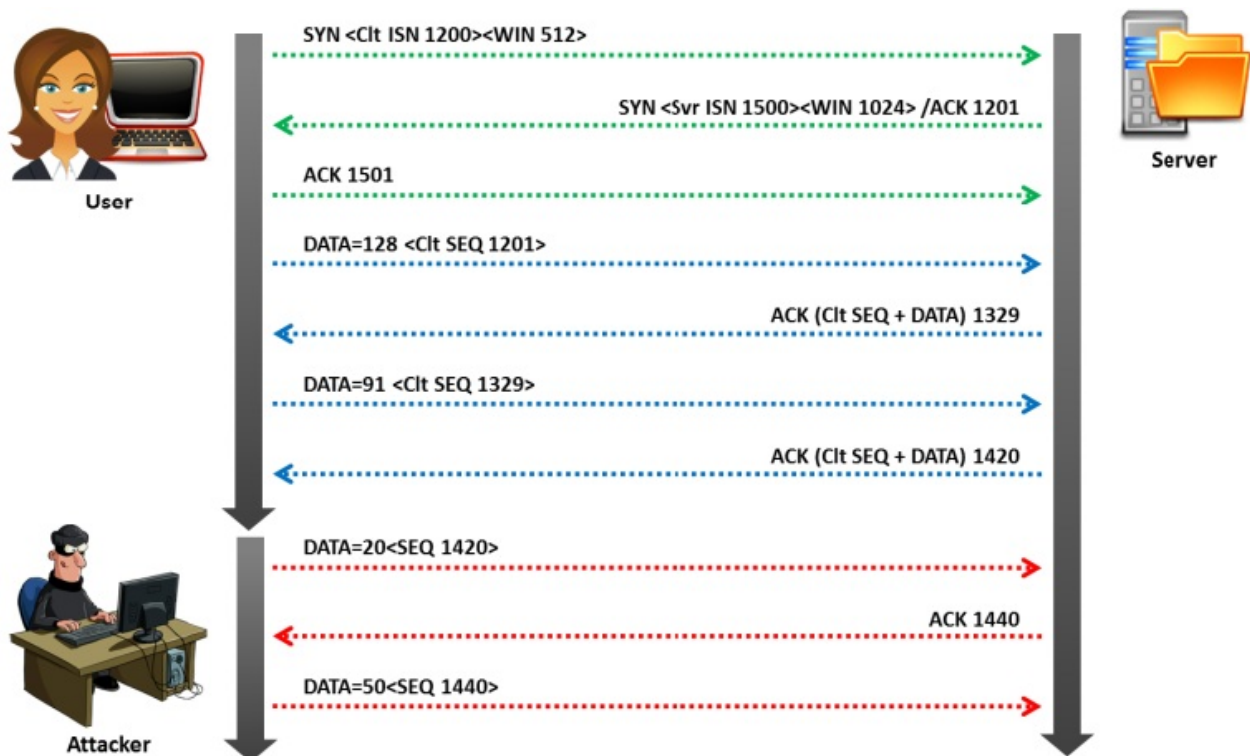 SYN <Clt ISN 1200><WIN 512>
SYN <Svr ISN 1500><WIN 1024> /ACK 1201
User
Server
ACK 1501
DATA=128 <Clt SEQ 1201>
ACK (Clt SEQ + DATA) 1329
DATA=91 <Clt SEQ 1329>
ACK (Clt SEQ + DATA) 1420
DATA=20<SEQ 1420>
ACK 1440
DATA=50<SEQ 1440>
Attacker